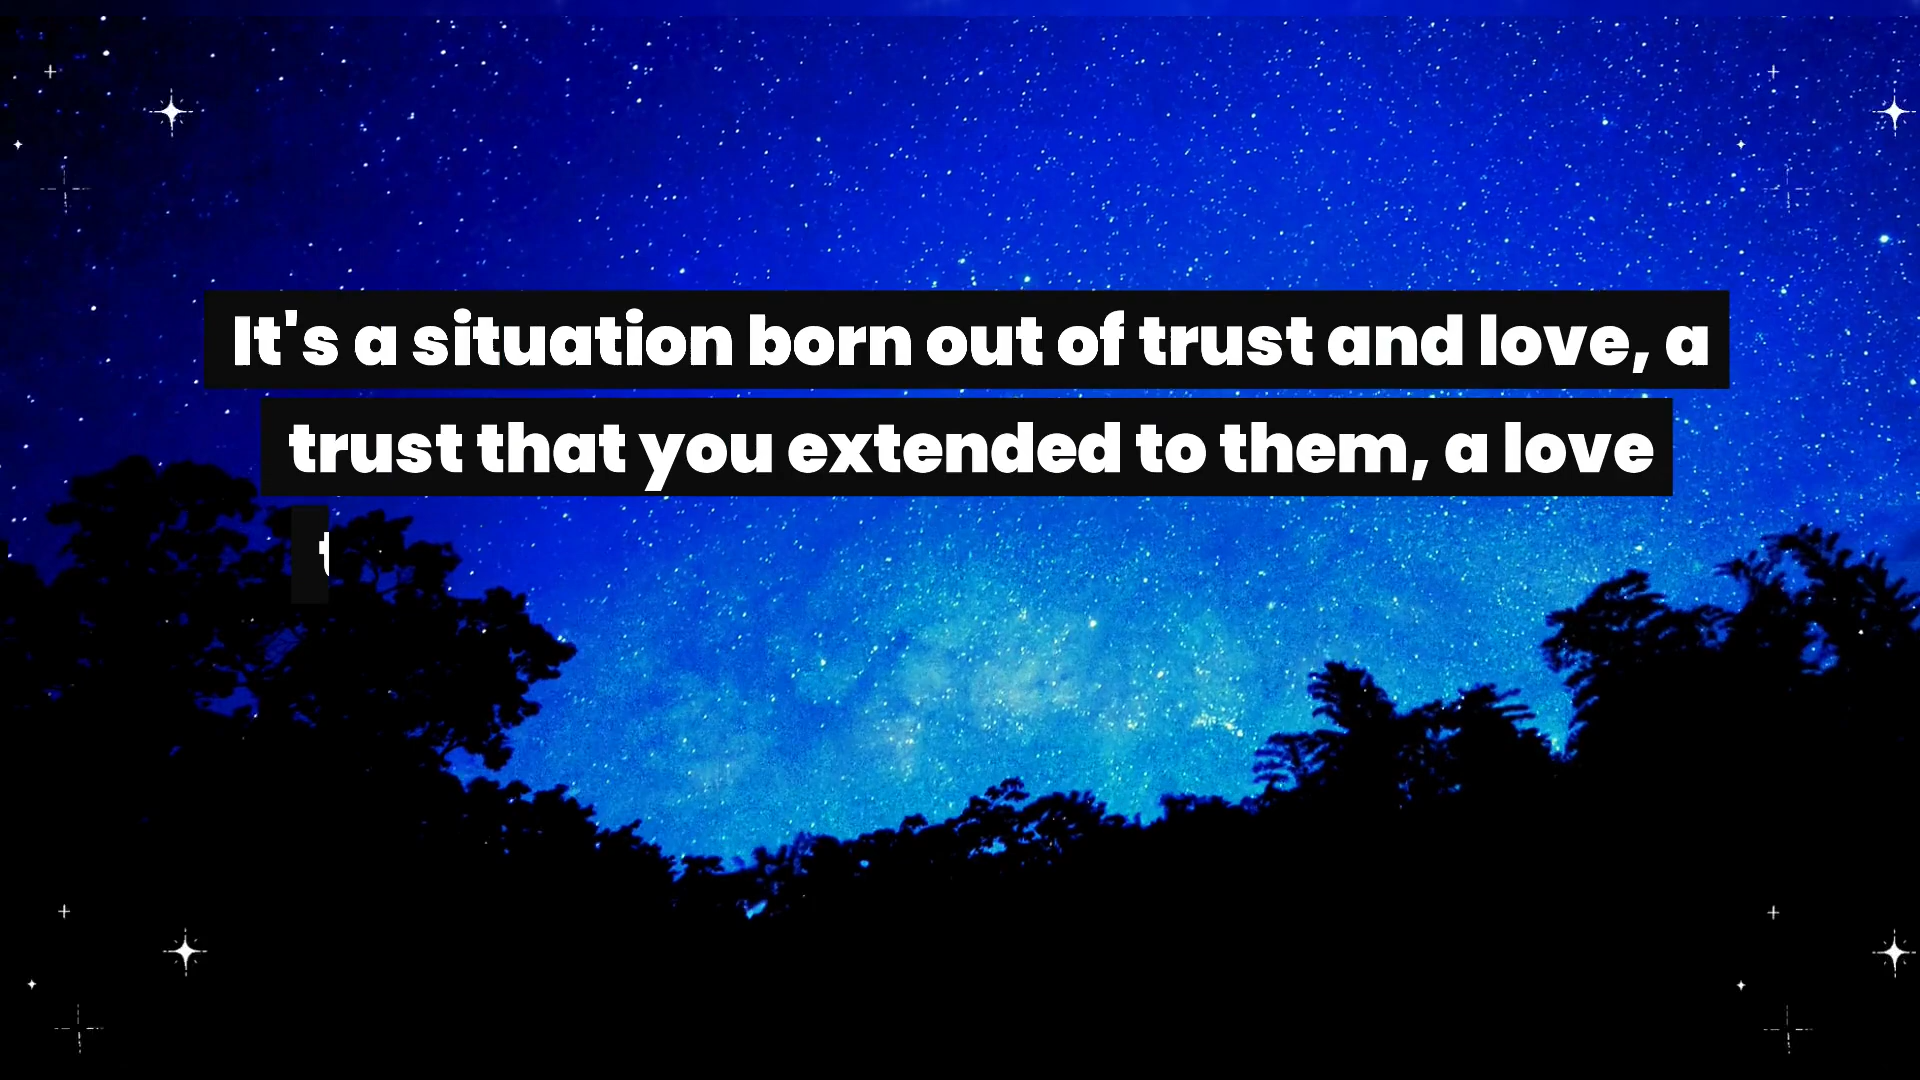 It's a situation born out of trust and love, a
trust that you extended to them, a love